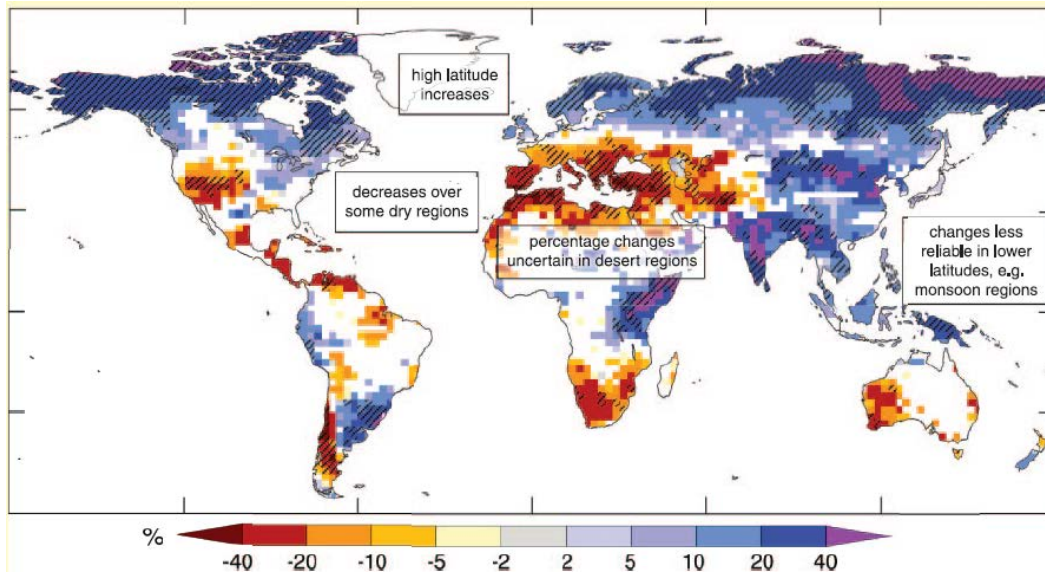 high latitude
increases
decreases over
some dry regions
percentage changes
uncertain in desert regions
changes less
reliable in lower
latitudes, e.g.
monsoon regions
%
-40 -20 -10 -5 -2 2 5 10 20 40